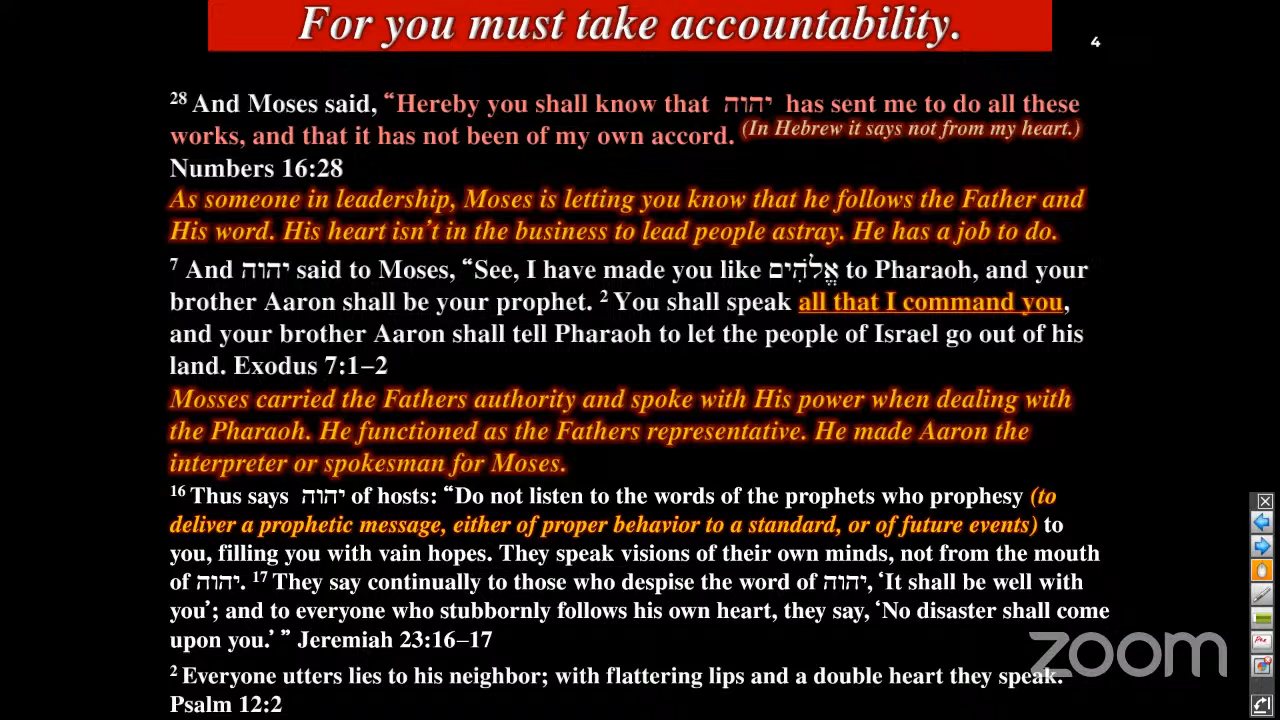 For you must take accountability.
4
28 And Moses said, “Hereby you shall know that יהוה has sent me to do all these
works, and that it has not been of my own accord. (In Hebrew it says not from my heart.)
Numbers 16:28
As someone in leadership, Moses is letting you know that he follows the Father and
His word. His heart isn’t in the business to lead people astray. He has a job to do.
7 And יהוה said to Moses, “See, I have made you like אֱלֹהִים to Pharaoh, and your
brother Aaron shall be your prophet. 2 You shall speak all that I command you,
and your brother Aaron shall tell Pharaoh to let the people of Israel go out of his
land. Exodus 7:1–2
Mosses carried the Fathers authority and spoke with His power when dealing with
the Pharaoh. He functioned as the Fathers representative. He made Aaron the
interpreter or spokesman for Moses.
16 Thus says יהוה of hosts: “Do not listen to the words of the prophets who prophesy (to
deliver a prophetic message, either of proper behavior to a standard, or of future events) to
you, filling you with vain hopes. They speak visions of their own minds, not from the mouth
of יהוה. 17 They say continually to those who despise the word of יהוה, ‘It shall be well with
you’; and to everyone who stubbornly follows his own heart, they say, ‘No disaster shall come
upon you.’ ” Jeremiah 23:16–17
2 Everyone utters lies to his neighbor; with flattering lips and a double heart they speak.
Psalm 12:2
zoom